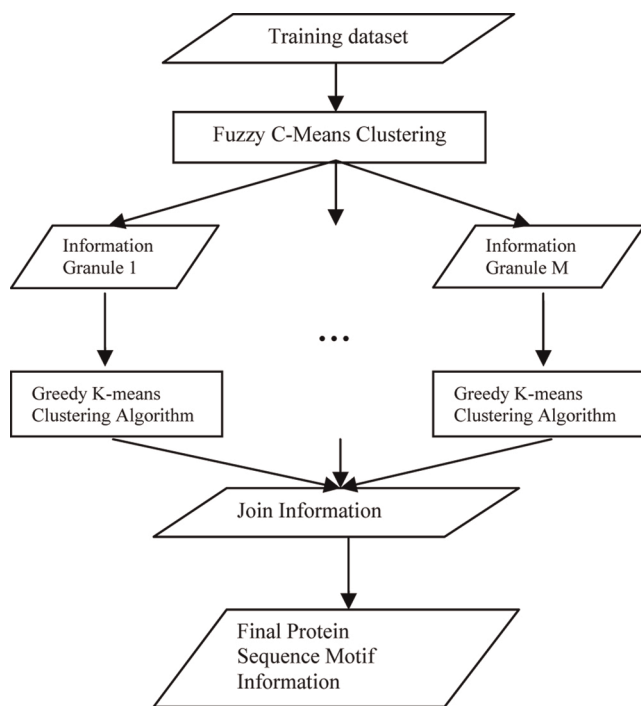 Training dataset
Fuzzy C-Means Clustering
Information
Granule 1
Information
Granule M
...
Greedy K-means
Clustering Algorithm
Greedy K-means
Clustering Algorithm
Join Information
Final Protein
Sequence Motif
Information